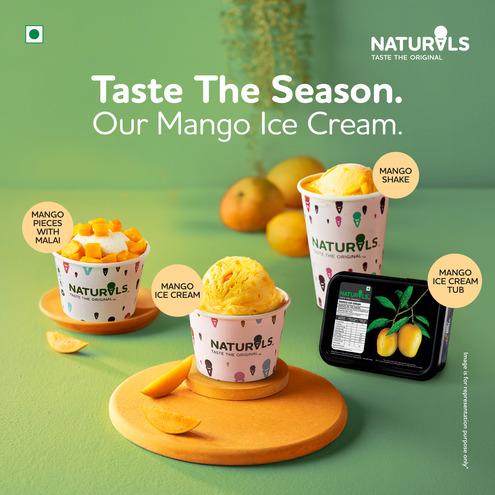 NATURALS
TASTE THE ORIGINAL
Taste The Season.
Our Mango Ice Cream.
MANGO
SHAKE
MANGO
PIECES
WITH
MALAI
NATURALS
TASTE THE ORIGINAL
MANGO
ICE CREAM
NATURALS
TASTE THE ORIGINAL
NATURALS
TASTE THE ORIGINAL
MANGO
ICE CREAM
TUB
NATURALS
Image is for representation purpose only*